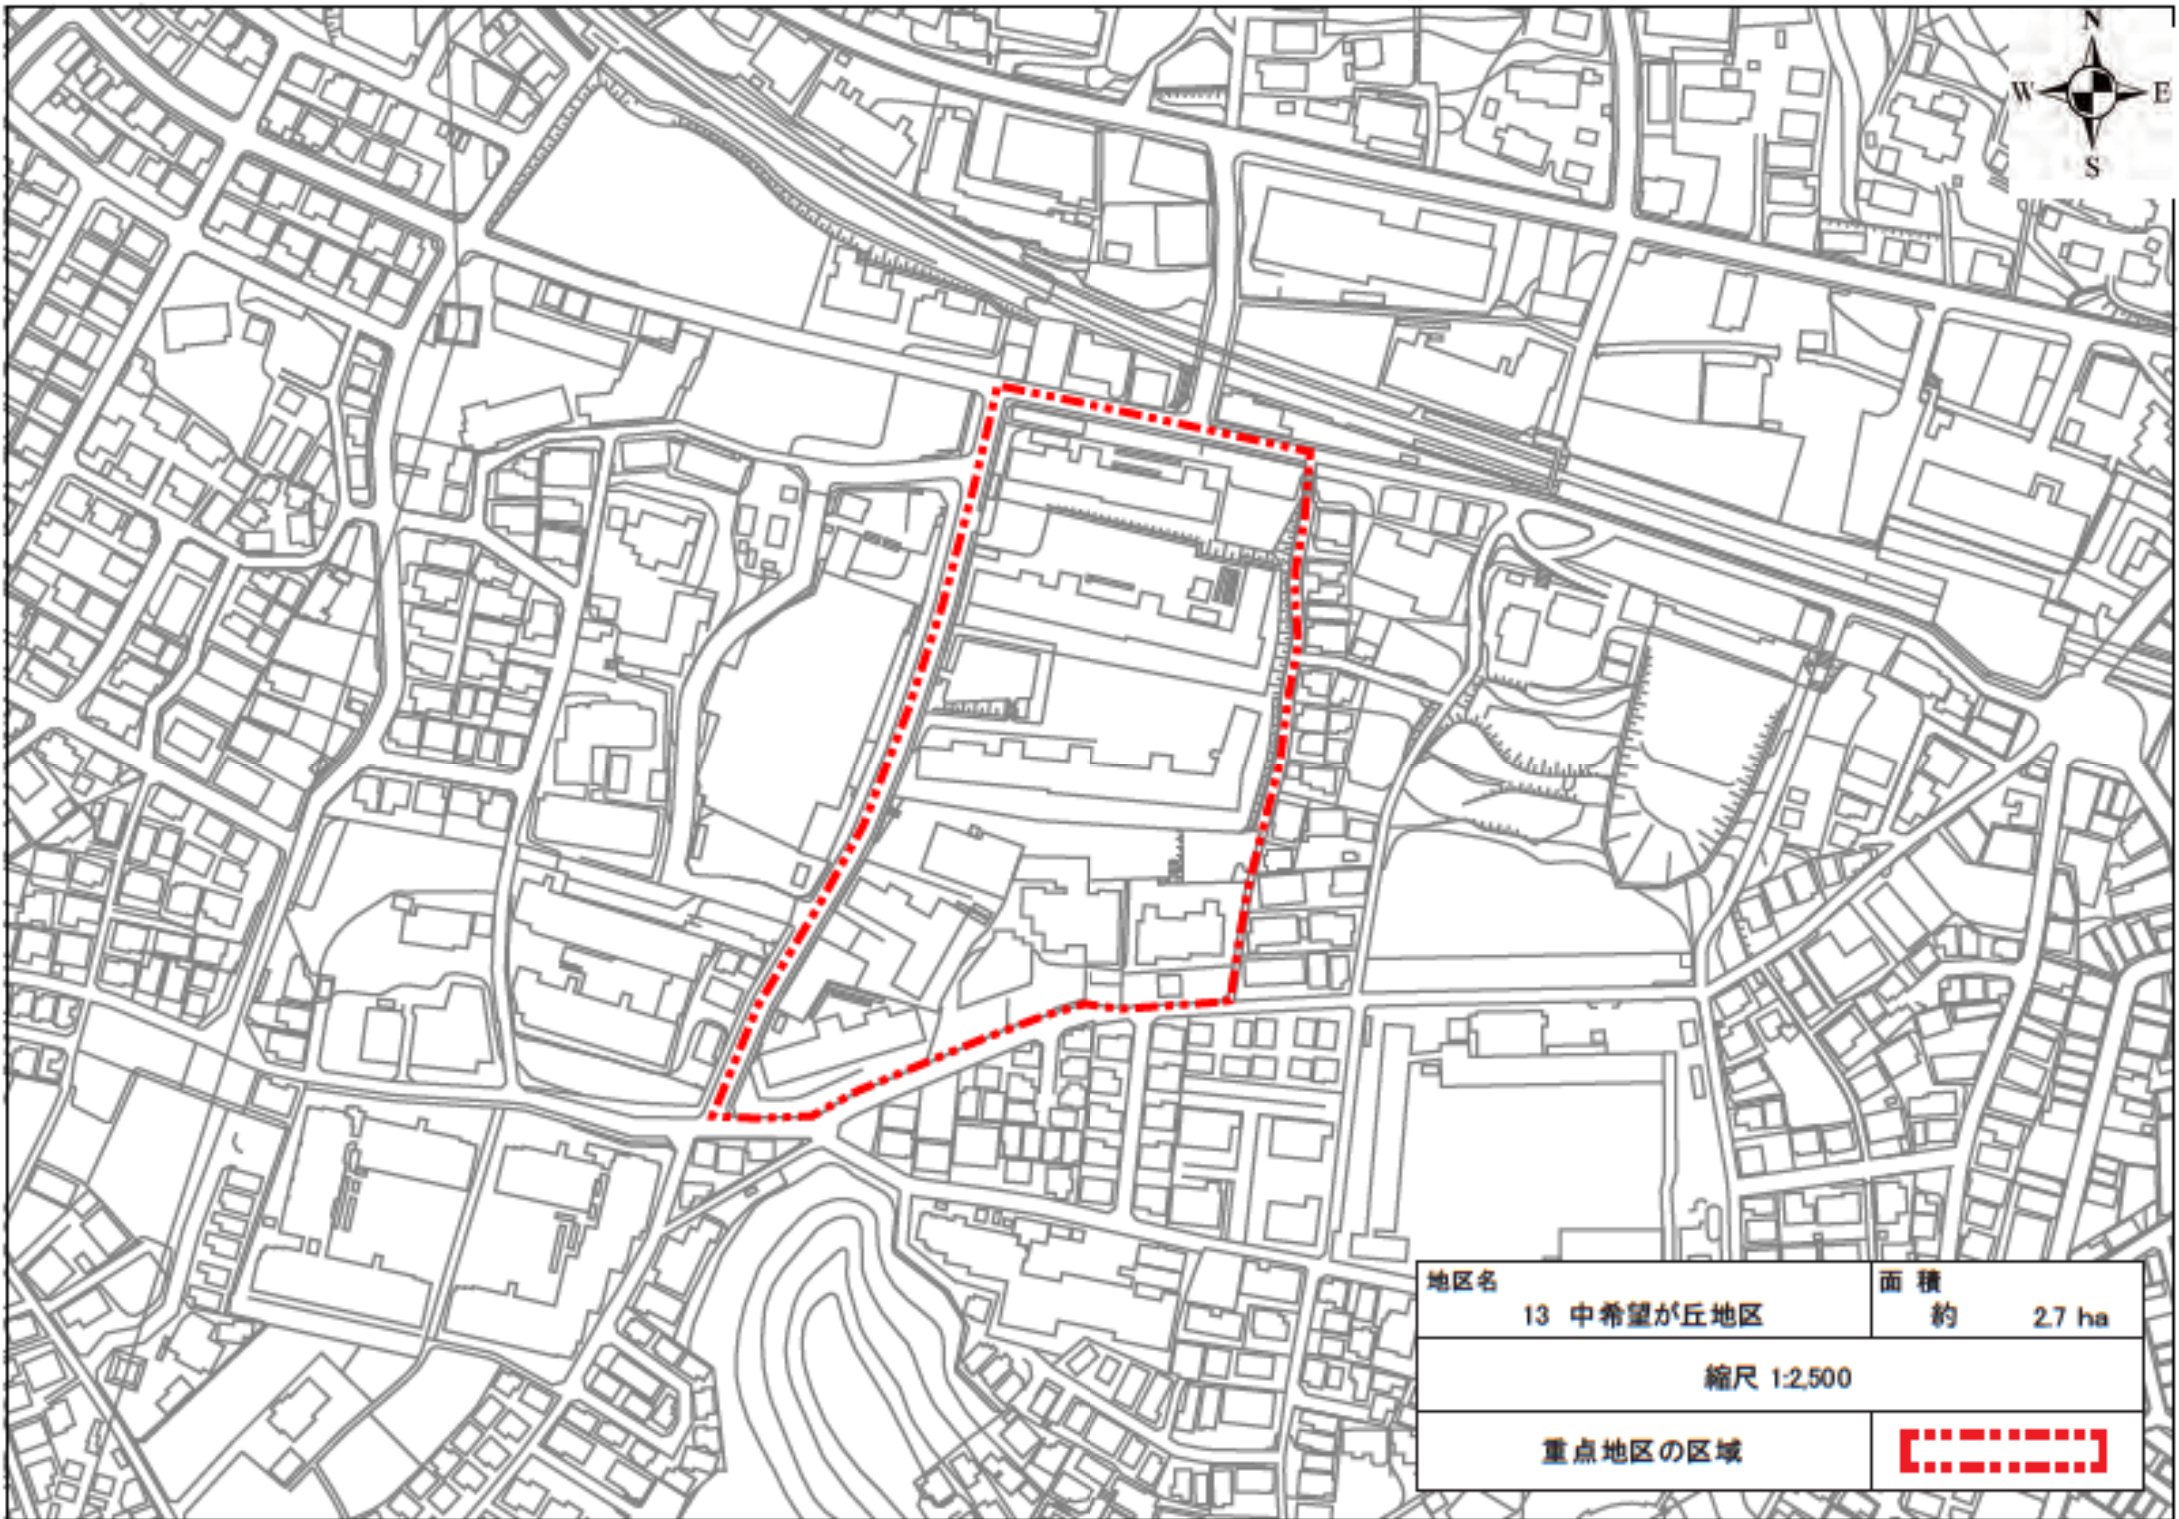 N
W E
S
地区名
13 中希望が丘地区
面 積
約 2.7 ha
縮尺 1:2,500
重点地区の区域